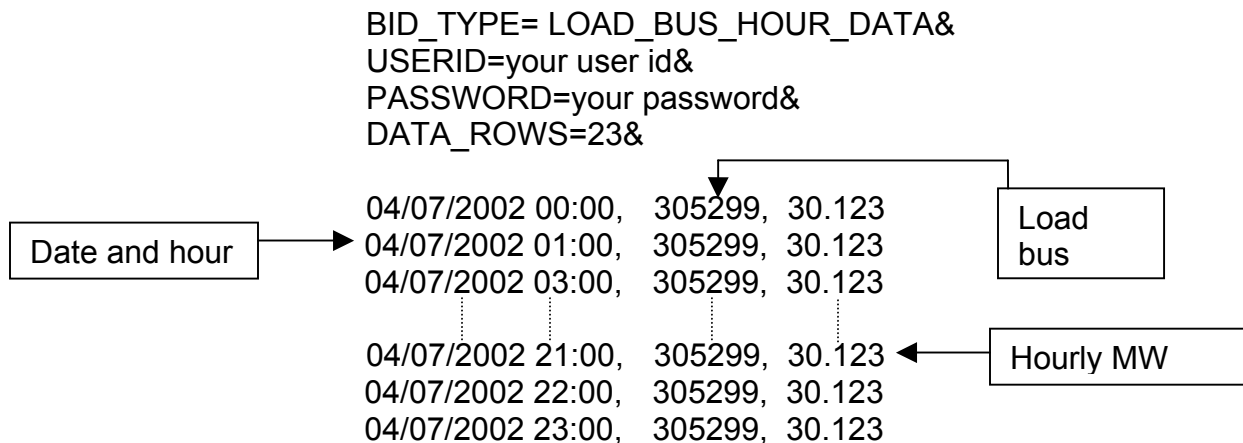 BID_TYPE= LOAD_BUS_HOUR_DATA&
USERID=your user id&
PASSWORD=your password&
DATA_ROWS=23&
04/07/2002 00:00, 305299, 30.123
04/07/2002 01:00, 305299, 30.123
04/07/2002 03:00, 305299, 30.123
04/07/2002 21:00, 305299, 30.123
04/07/2002 22:00, 305299, 30.123
04/07/2002 23:00, 305299, 30.123
Date and hour
Load
bus
Hourly MW